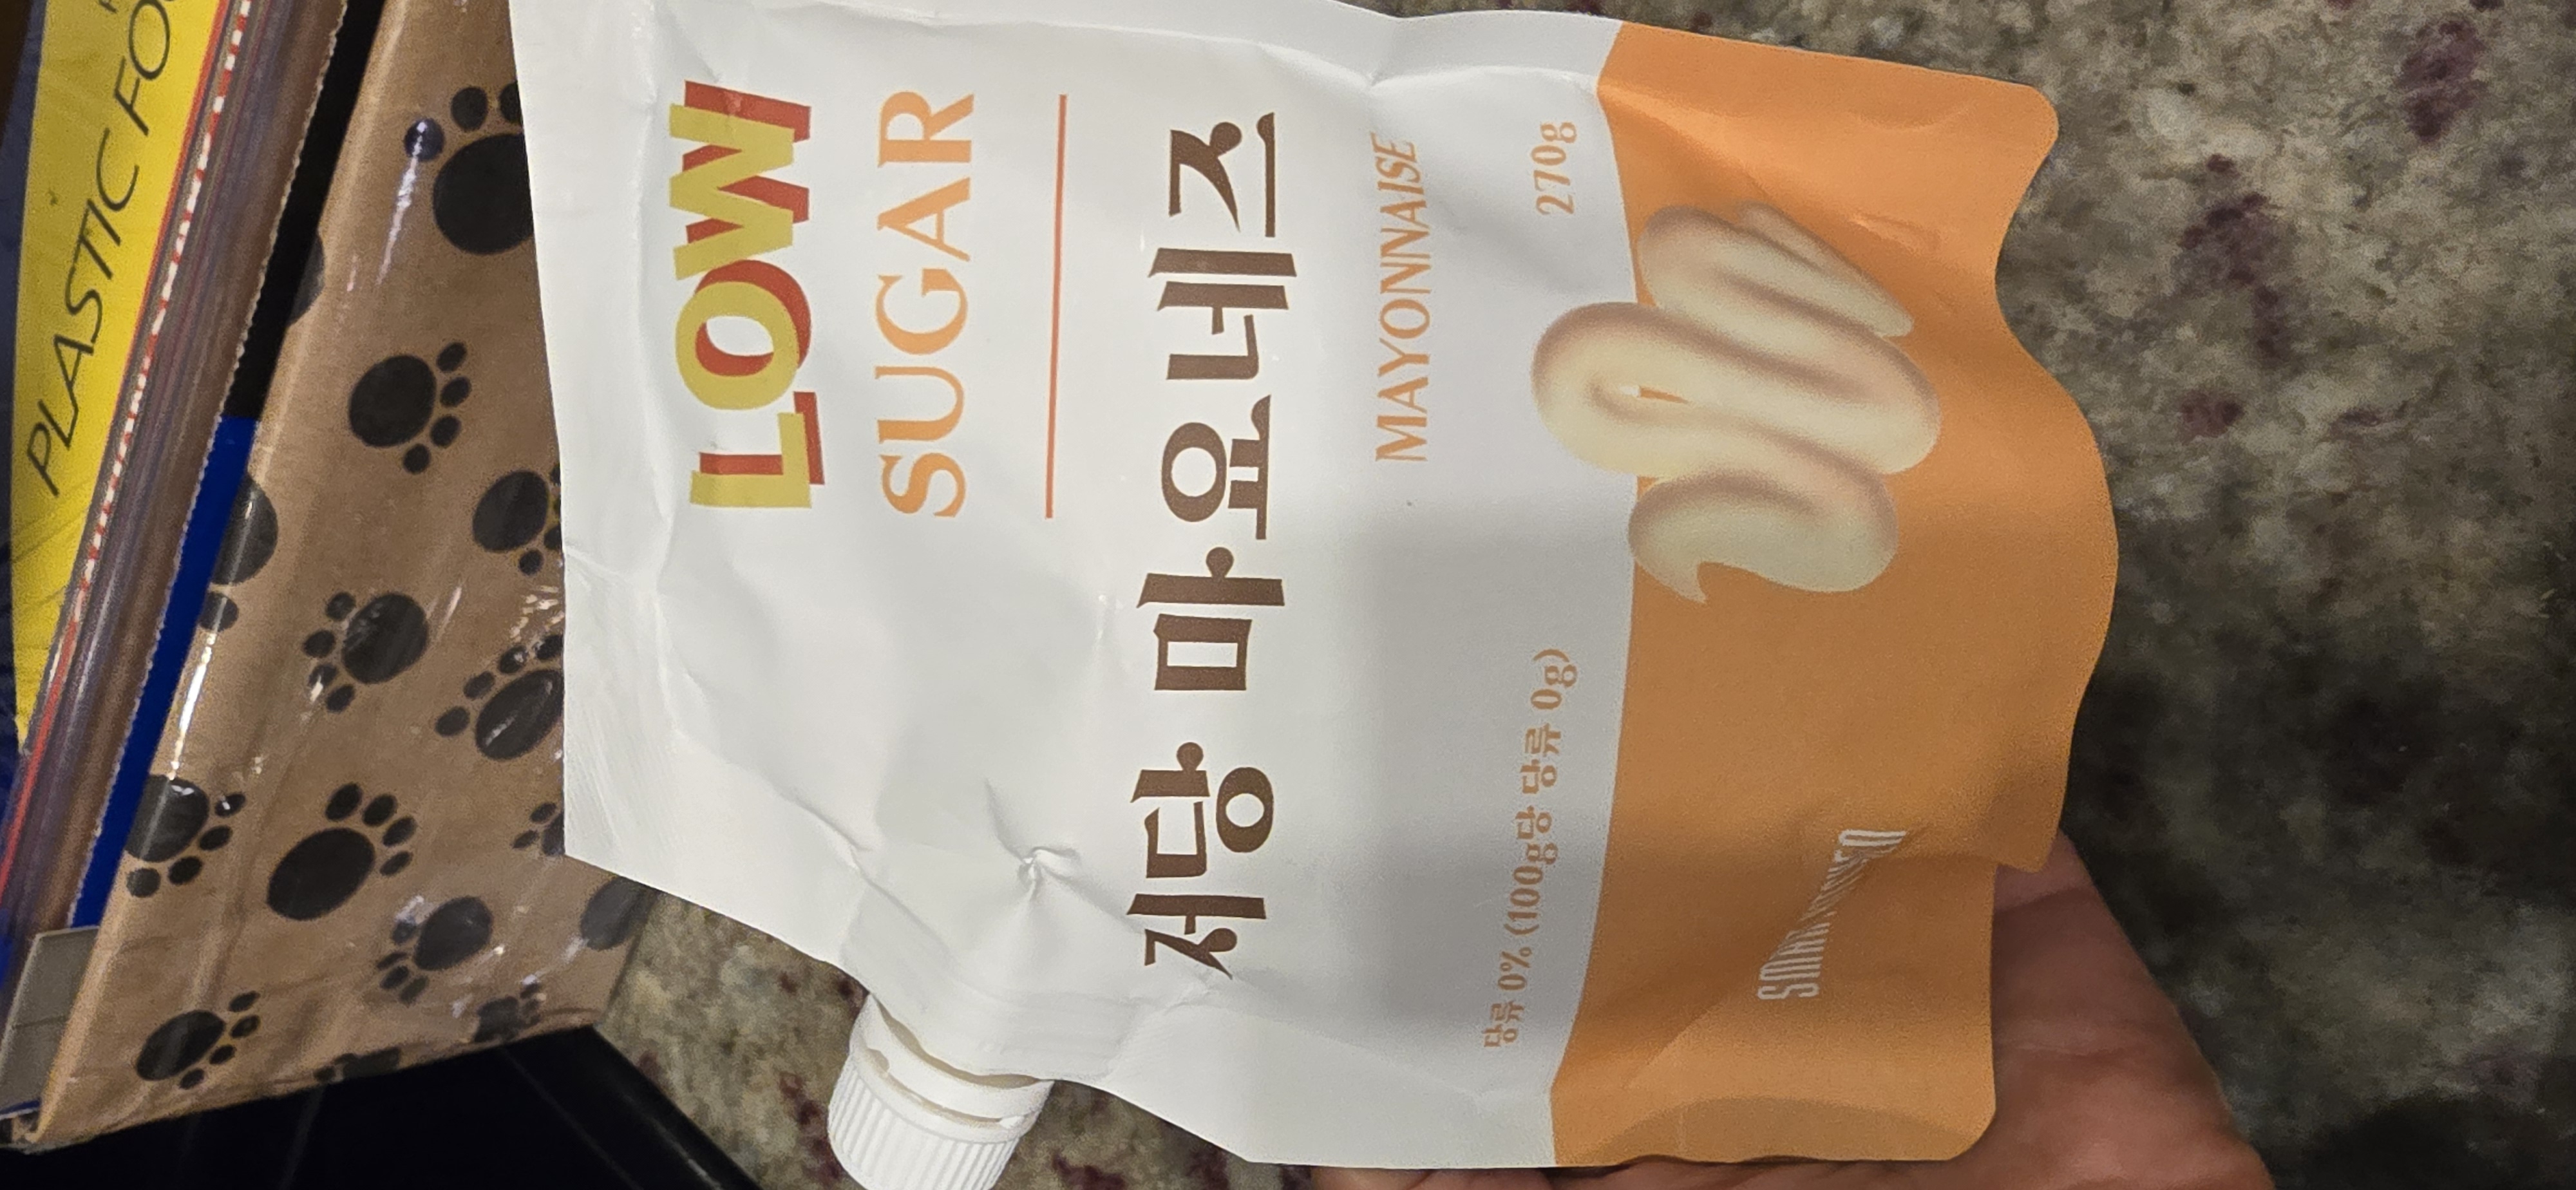 LOW
SUGAR
저당 마요네즈
MAYONNAISE
당류 0% (100g당 당류 0g)
270g
PLASTIC